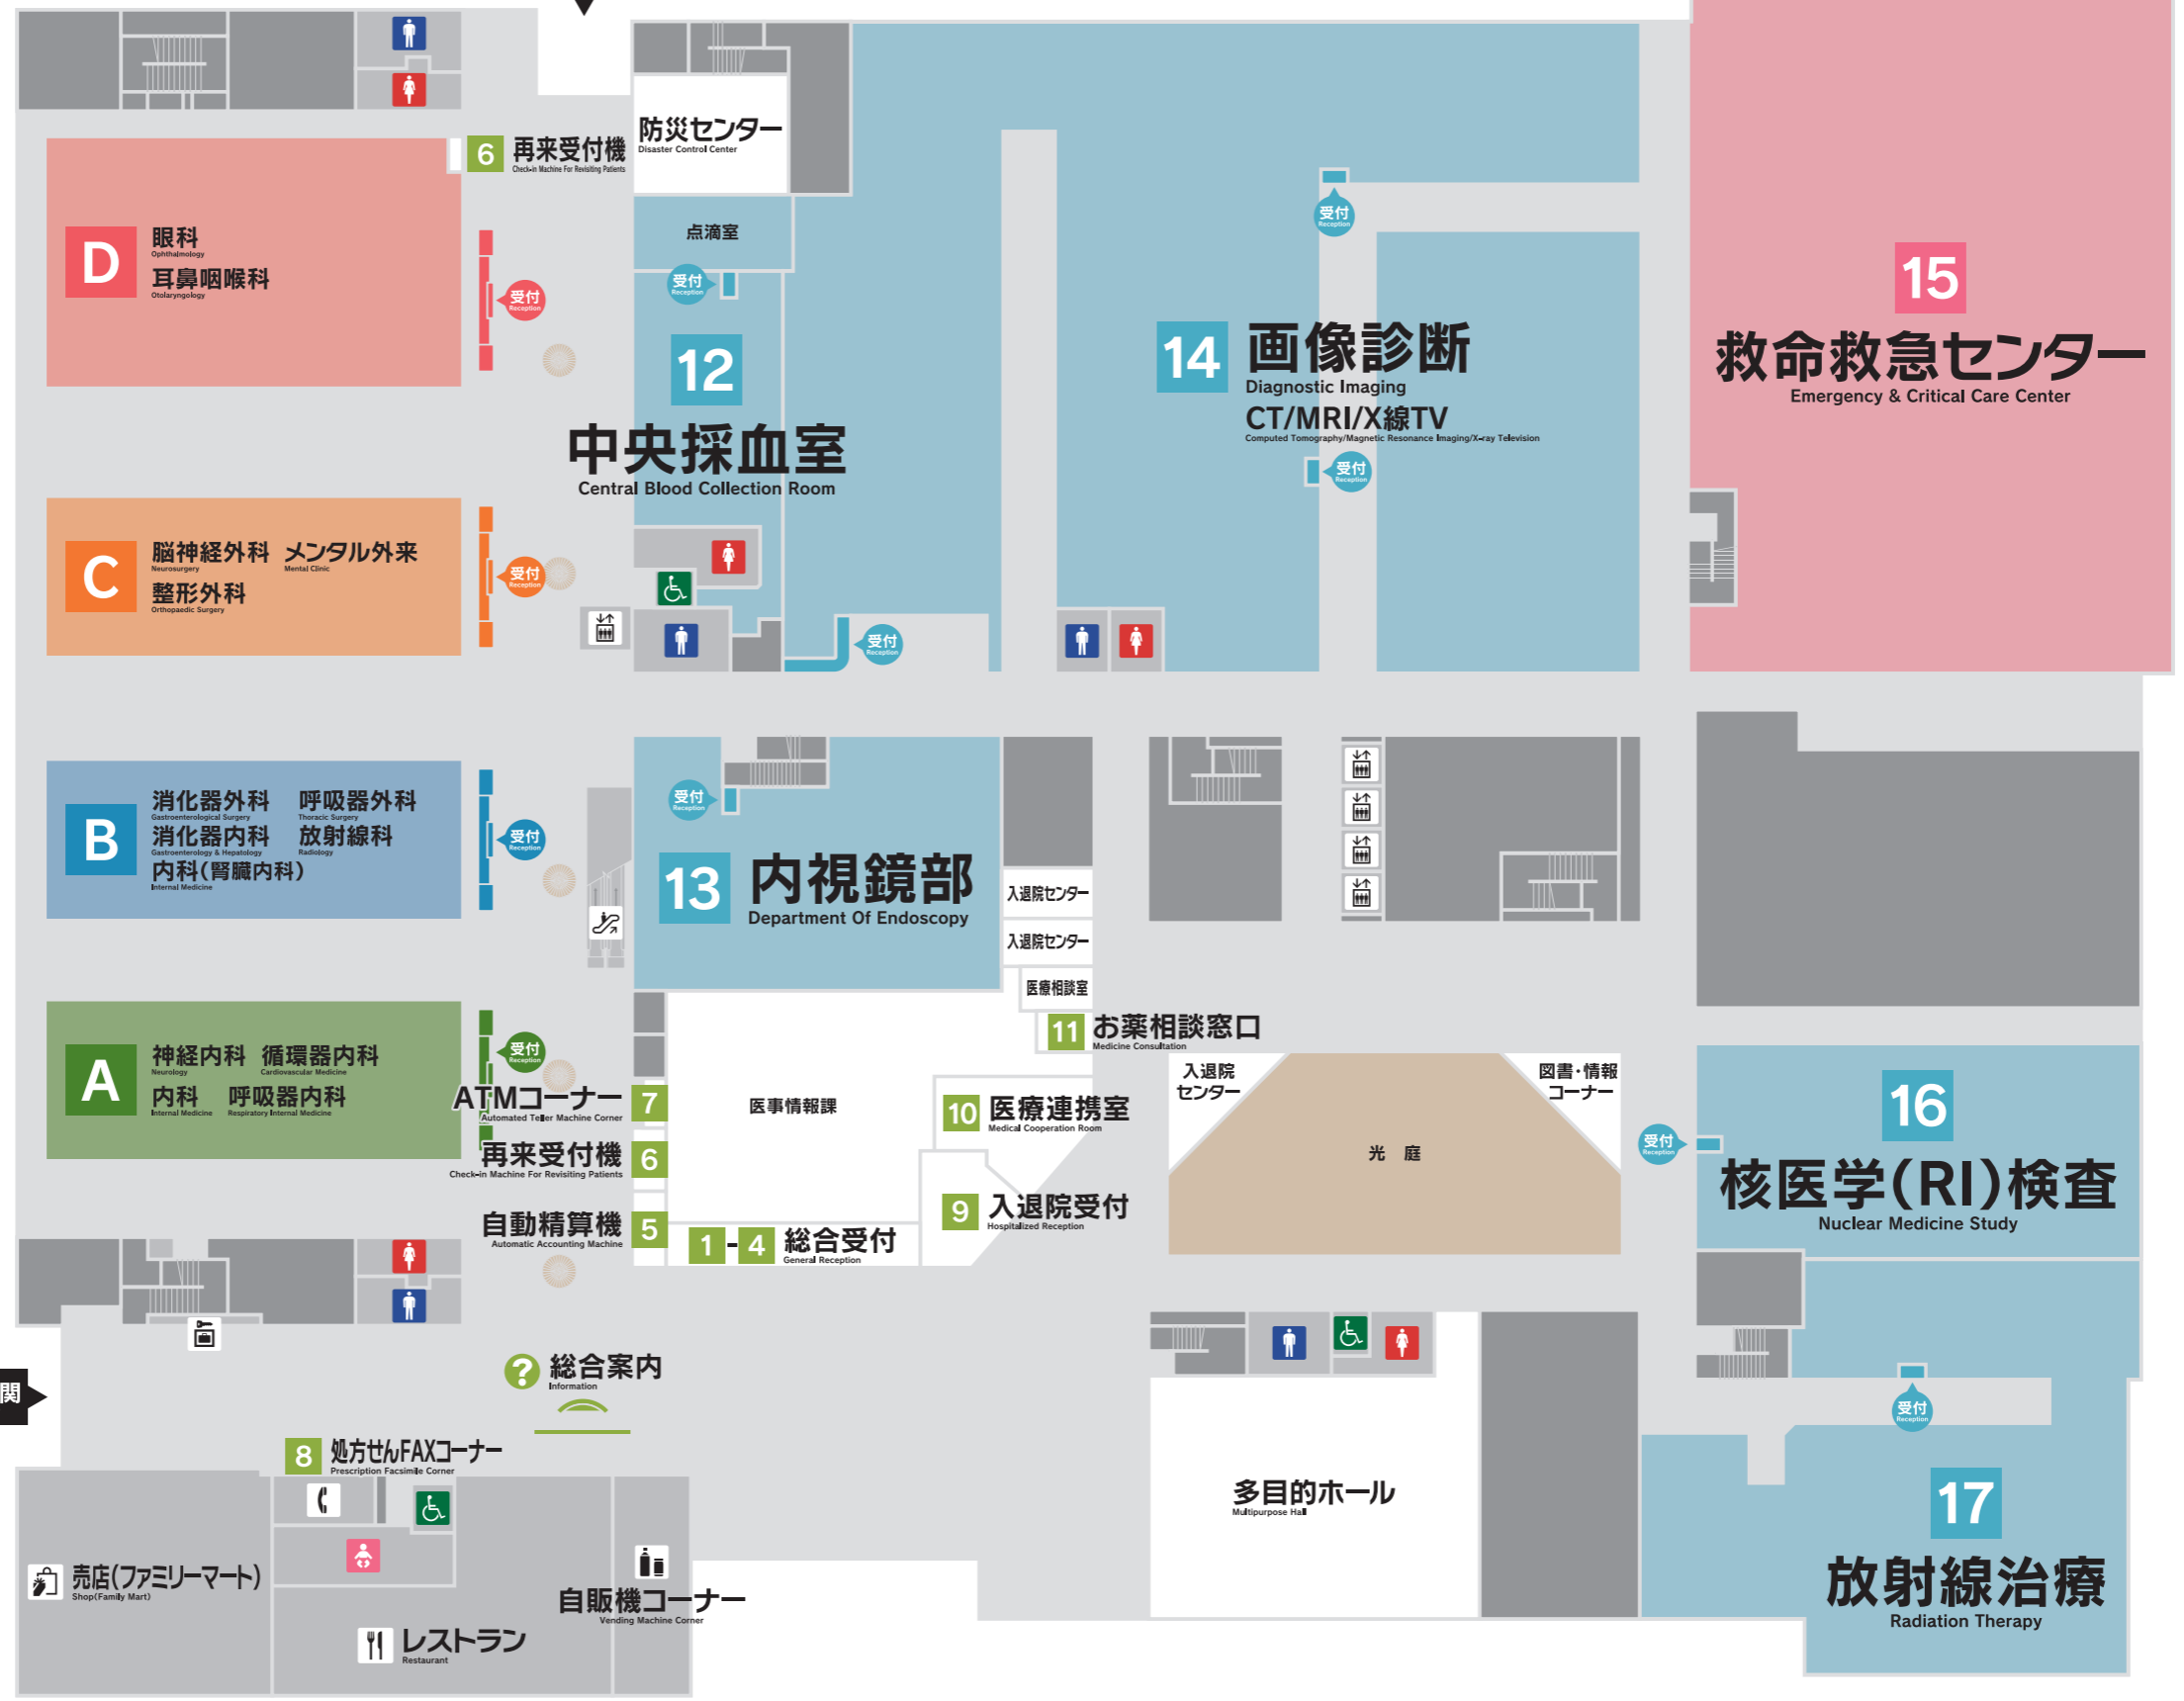 6 再来受付機
Check-in Machine For Revisiting Patients
防災センター
Disaster Control Center
点滴室
受付
Reception
D
眼科
Ophthalmology
耳鼻咽喉科
Otolaryngology
受付
Reception
12
中央採血室
Central Blood Collection Room
受付
Reception
受付
Reception
14 画像診断
Diagnostic Imaging
CT/MRI/X線TV
Computed Tomography/Magnetic Resonance Imaging/X-ray Television
受付
Reception
15
救命救急センター
Emergency & Critical Care Center
C
脳神経外科 メンタル外来
Neurosurgery Mental Clinic
整形外科
Orthopaedic Surgery
受付
Reception
B
消化器外科 呼吸器外科
Gastroenterological Surgery Thoracic Surgery
消化器内科 放射線科
Gastroenterology & Hepatology Radiology
内科(腎臓内科)
Internal Medicine
受付
Reception
受付
Reception
13 内視鏡部
Department Of Endoscopy
入退院センター
入退院センター
医療相談室
11 お薬相談窓口
Medicine Consultation
A
神経内科 循環器内科
Neurology Cardiovascular Medicine
内科 呼吸器内科
Internal Medicine Respiratory Internal Medicine
受付
Reception
ATMコーナー 7
Automated Teller Machine Corner
再来受付機 6
Check-in Machine For Revisiting Patients
自動精算機 5
Automatic Accounting Machine
医事情報課
10 医療連携室
Medical Cooperation Room
9 入退院受付
Hospitalized Reception
1 - 4 総合受付
General Reception
入退院
センター
図書・情報
コーナー
光 庭
受付
Reception
16
核医学(RI)検査
Nuclear Medicine Study
関
? 総合案内
Information
8 処方せんFAXコーナー
Prescription Facsimile Corner
売店(ファミリーマート)
Shop(Family Mart)
レストラン
Restaurant
自販機コーナー
Vending Machine Corner
多目的ホール
Multipurpose Hall
受付
Reception
17
放射線治療
Radiation Therapy